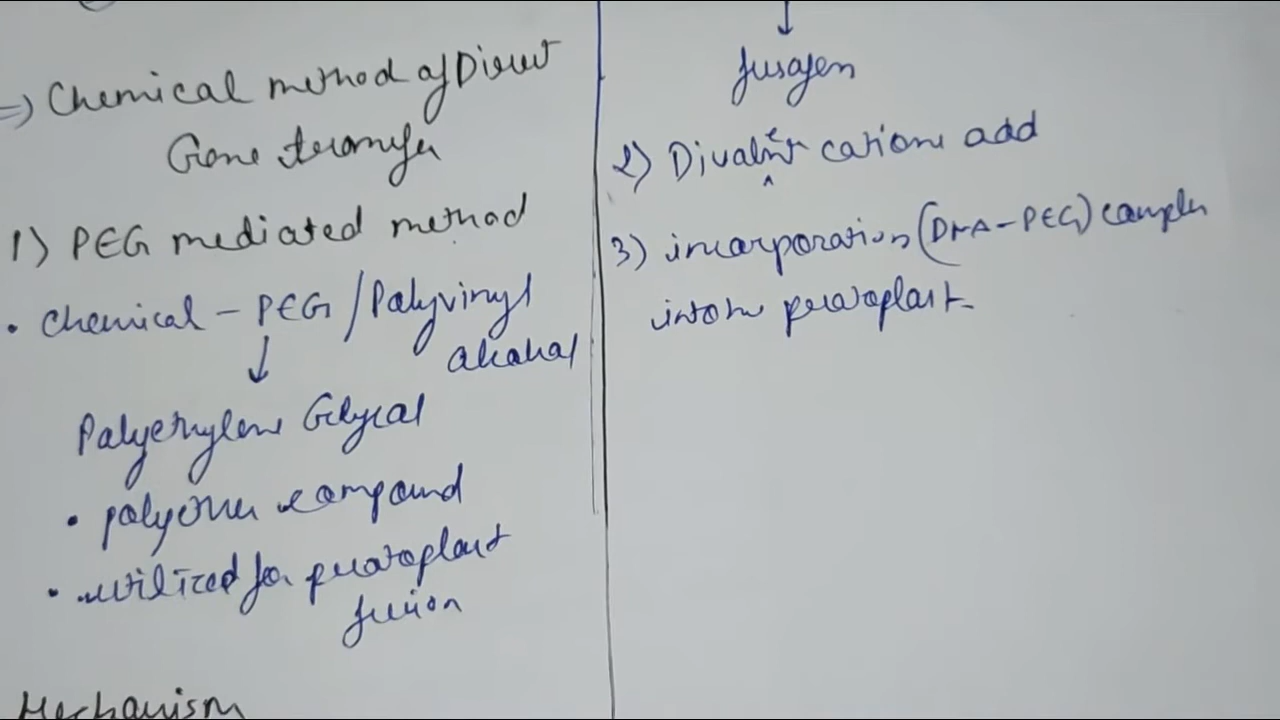 => Chemical method of Direct
Gene transfer
1) PEG mediated method
• Chemical - PEG / Polyvinyl
alcohol
↓
Polyethylene Glycol
• polyether compound
• utilized for protoplast
fusion
Mechanism
↓
fusogen
2) Divalent cations add
3) incorporation (DNA-PEG) complex
into protoplast